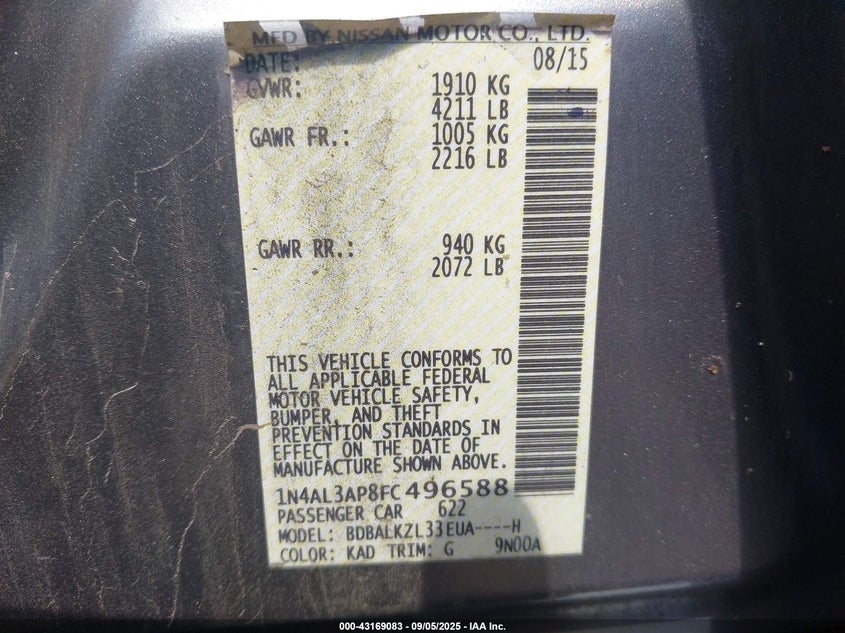 MFD BY NISSAN MOTOR CO., LTD.
DATE: 08/15
GVWR: 1910 KG
4211 LB
GAWR FR.: 1005 KG
2216 LB
GAWR RR.: 940 KG
2072 LB
THIS VEHICLE CONFORMS TO
ALL APPLICABLE FEDERAL
MOTOR VEHICLE SAFETY,
BUMPER, AND THEFT
PREVENTION STANDARDS IN
EFFECT ON THE DATE OF
MANUFACTURE SHOWN ABOVE.
1N4AL3AP8FC496588
PASSENGER CAR 622
MODEL: BDBALKZL33EUA----H
COLOR: KAD TRIM: G 9N00A
000-43169083 - 09/05/2025 - IAA Inc.